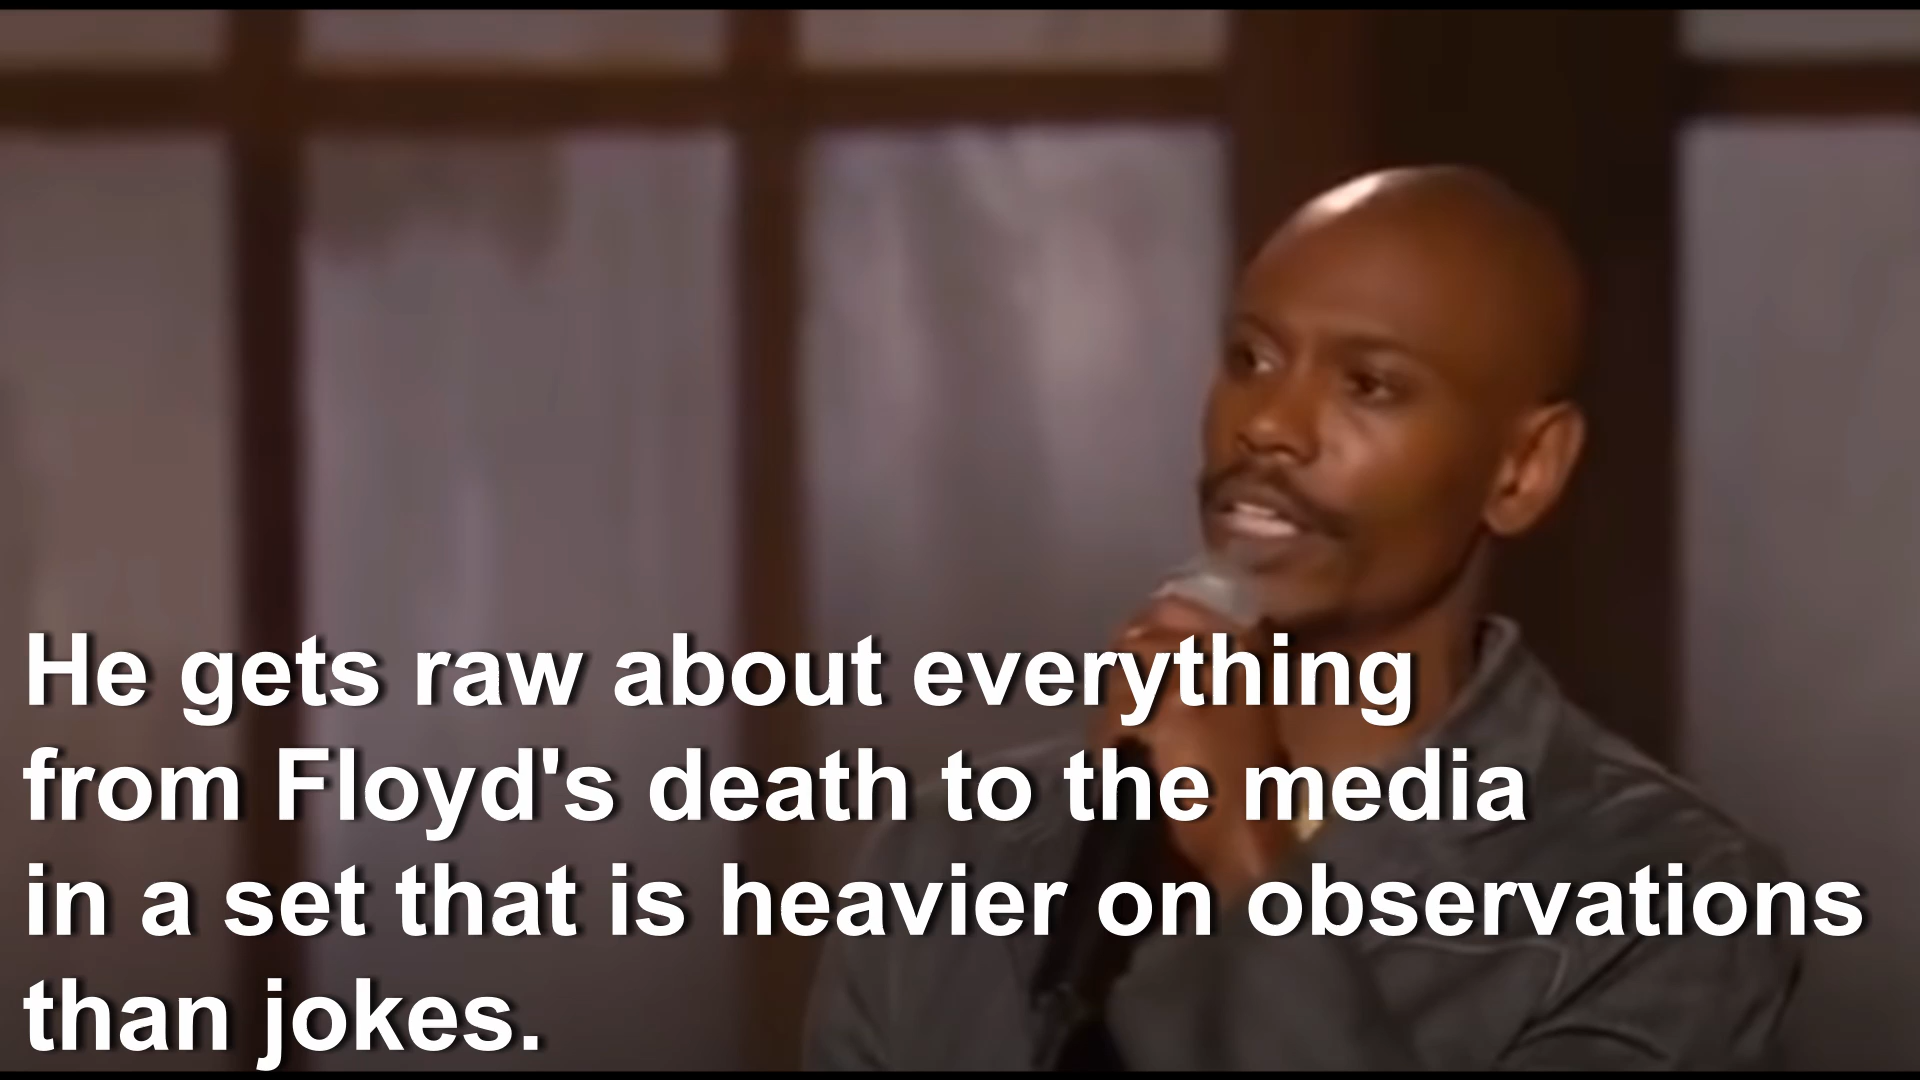 He gets raw about everything
from Floyd's death to the media
in a set that is heavier on observations
than jokes.